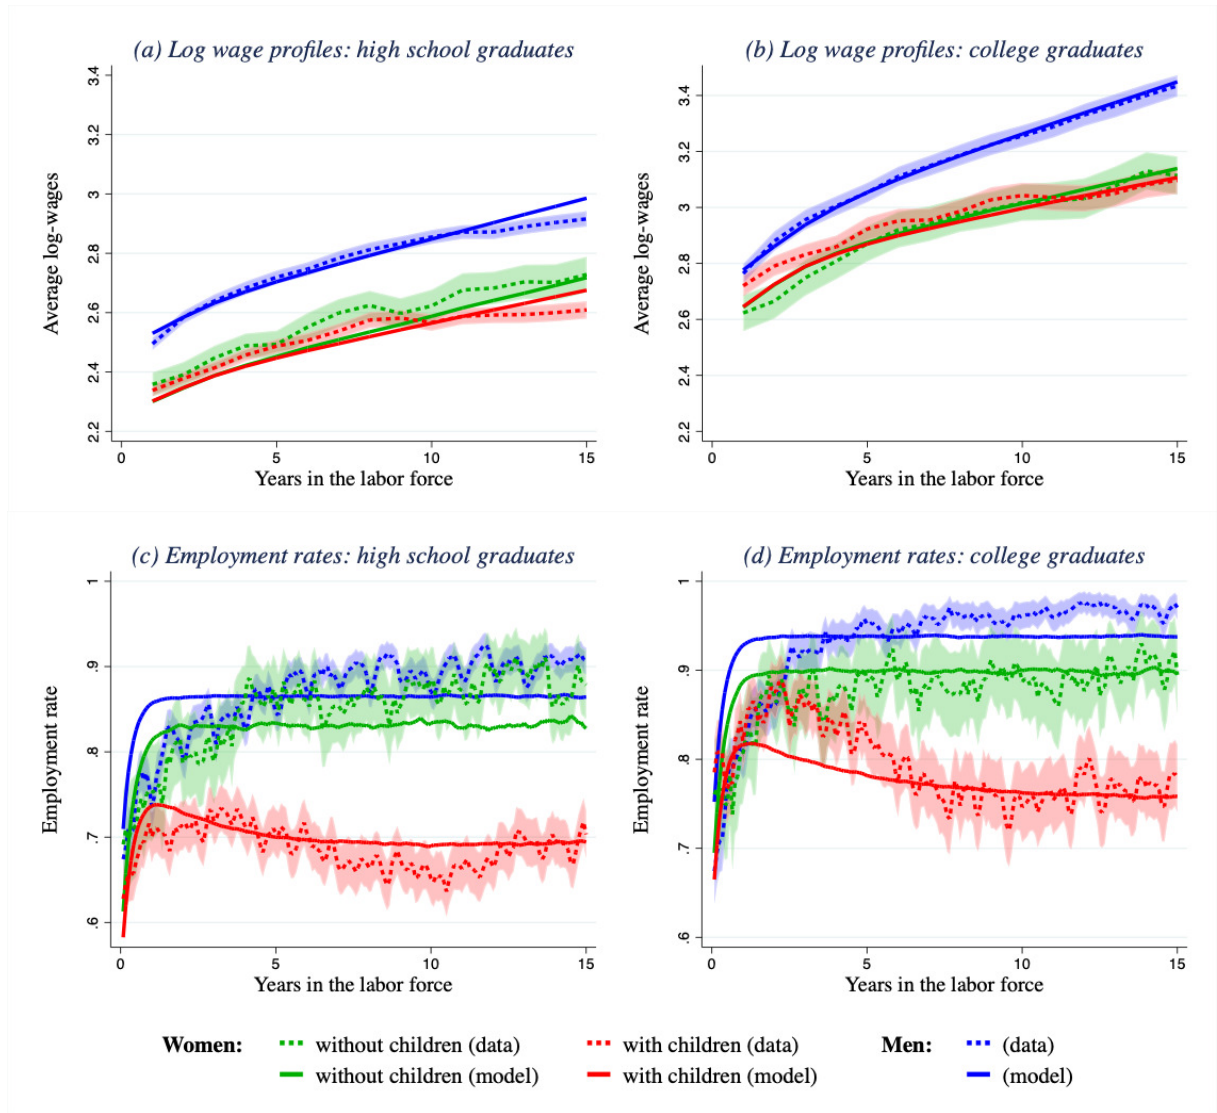 (a) Log wage profiles: high school graduates
Average log-wages
3.4
3.2
3
2.8
2.6
2.4
2.2
0 5 10 15
Years in the labor force
(b) Log wage profiles: college graduates
Average log-wages
3.4
3.2
3
2.8
2.6
2.4
2.2
0 5 10 15
Years in the labor force
(c) Employment rates: high school graduates
Employment rate
1
.9
.8
.7
.6
0 5 10 15
Years in the labor force
(d) Employment rates: college graduates
Employment rate
1
.9
.8
.7
.6
0 5 10 15
Years in the labor force
Women: without children (data) with children (data) Men: (data)
without children (model) with children (model) (model)